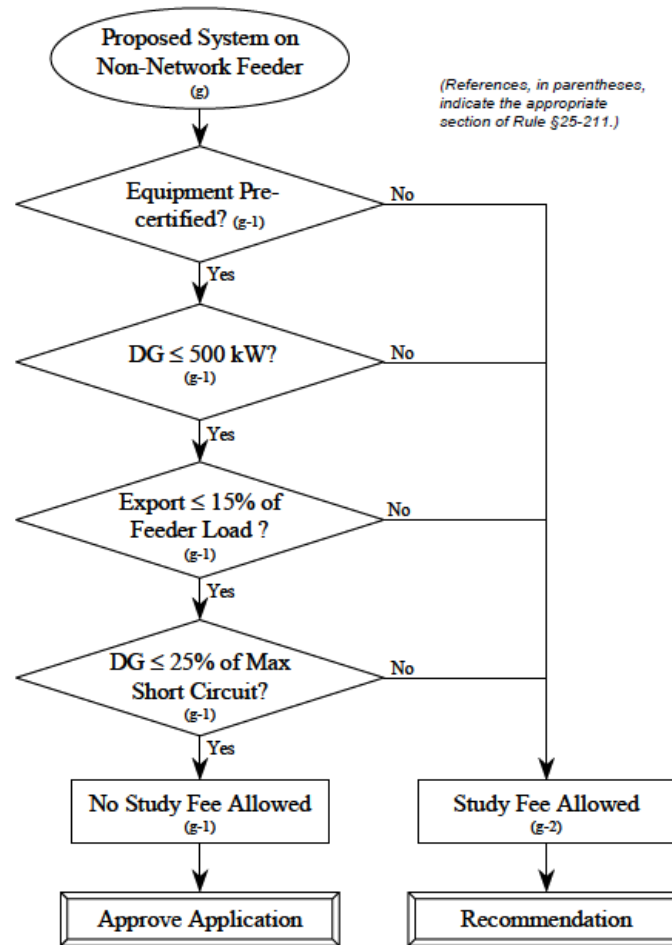 Proposed System on
Non-Network Feeder
(g)
(References, in parentheses,
indicate the appropriate
section of Rule §25-211.)
Equipment Pre-
certified? (g-1)
No
Yes
DG ≤ 500 kW?
(g-1)
No
Yes
Export ≤ 15% of
Feeder Load ?
(g-1)
No
Yes
DG ≤ 25% of Max
Short Circuit?
(g-1)
No
Yes
No Study Fee Allowed
(g-1)
Study Fee Allowed
(g-2)
Approve Application
Recommendation